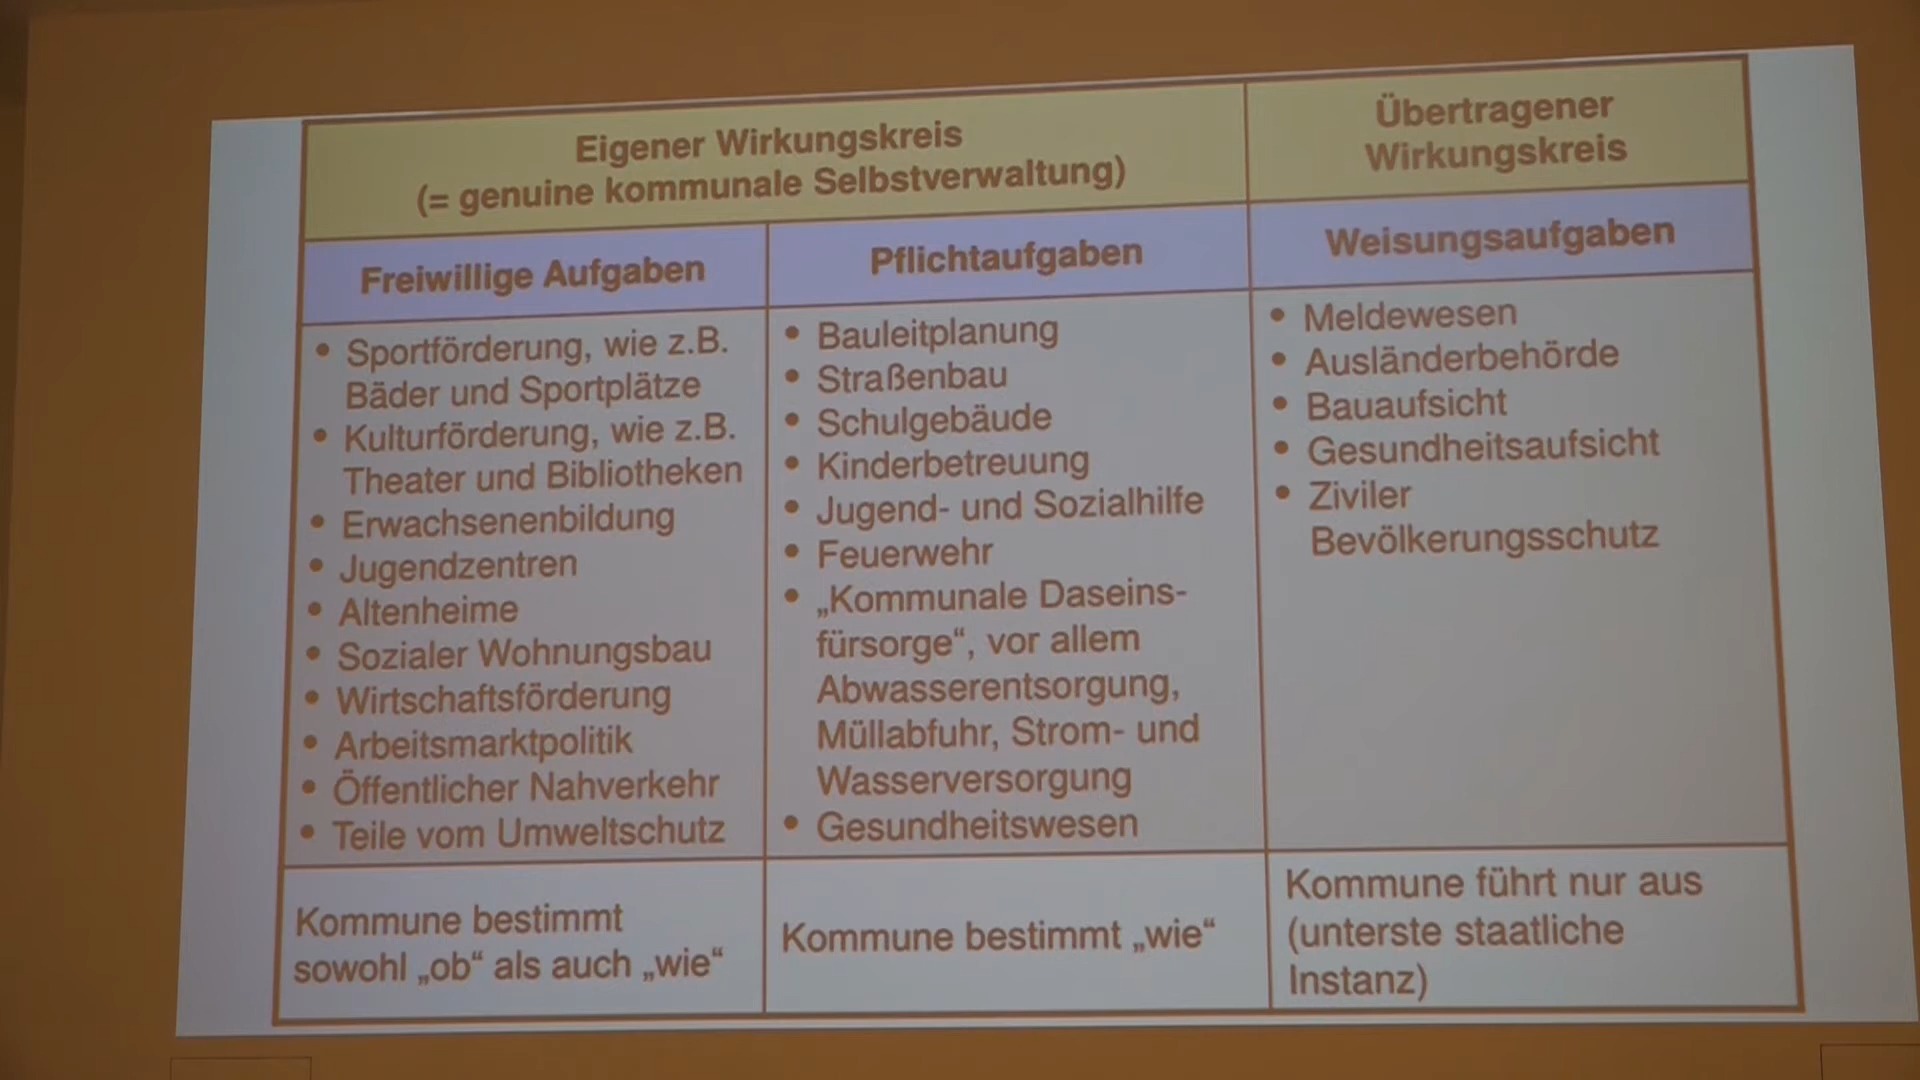 Eigener Wirkungskreis
(= genuine kommunale Selbstverwaltung)
Übertragener
Wirkungskreis
Freiwillige Aufgaben
Pflichtaufgaben
Weisungsaufgaben
• Sportförderung, wie z.B.
Bäder und Sportplätze
• Kulturförderung, wie z.B.
Theater und Bibliotheken
• Erwachsenenbildung
• Jugendzentren
• Altenheime
• Sozialer Wohnungsbau
• Wirtschaftsförderung
• Arbeitsmarktpolitik
• Öffentlicher Nahverkehr
• Teile vom Umweltschutz
• Bauleitplanung
• Straßenbau
• Schulgebäude
• Kinderbetreuung
• Jugend- und Sozialhilfe
• Feuerwehr
• „Kommunale Daseins-
fürsorge“, vor allem
Abwasserentsorgung,
Müllabfuhr, Strom- und
Wasserversorgung
• Gesundheitswesen
• Meldewesen
• Ausländerbehörde
• Bauaufsicht
• Gesundheitsaufsicht
• Ziviler
Bevölkerungsschutz
Kommune bestimmt
sowohl „ob“ als auch „wie“
Kommune bestimmt „wie“
Kommune führt nur aus
(unterste staatliche
Instanz)